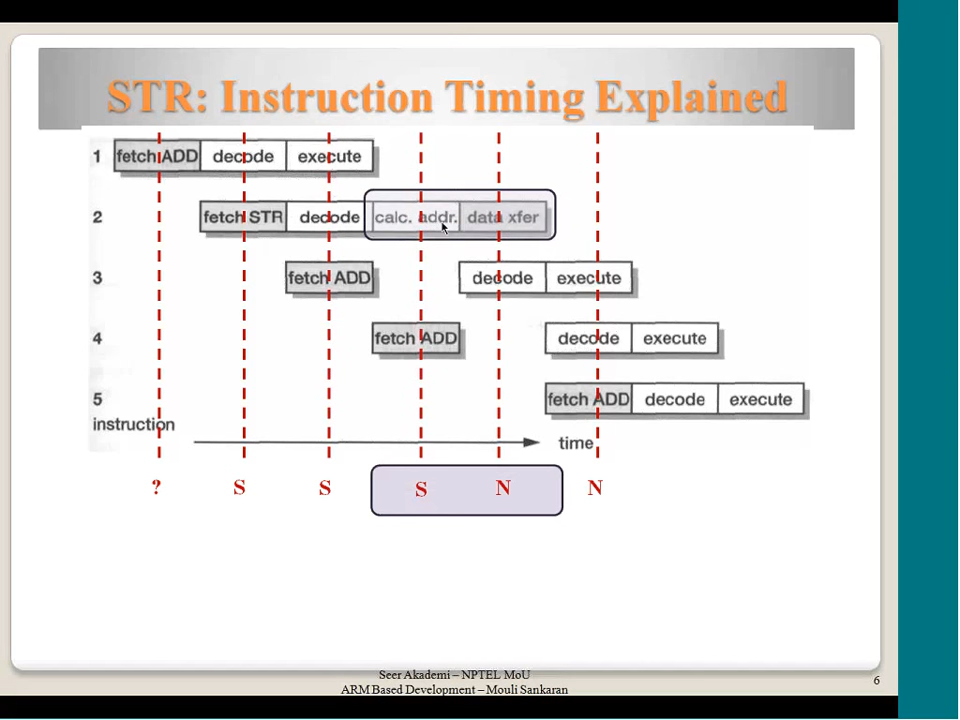 STR: Instruction Timing Explained
1 fetch ADD decode execute
2 fetch STR decode calc. addr. data xfer
3 fetch ADD decode execute
4 fetch ADD decode execute
5 fetch ADD decode execute
instruction time
? S S S N N
Seer Akademi – NPTEL MoU
ARM Based Development – Mouli Sankaran
6